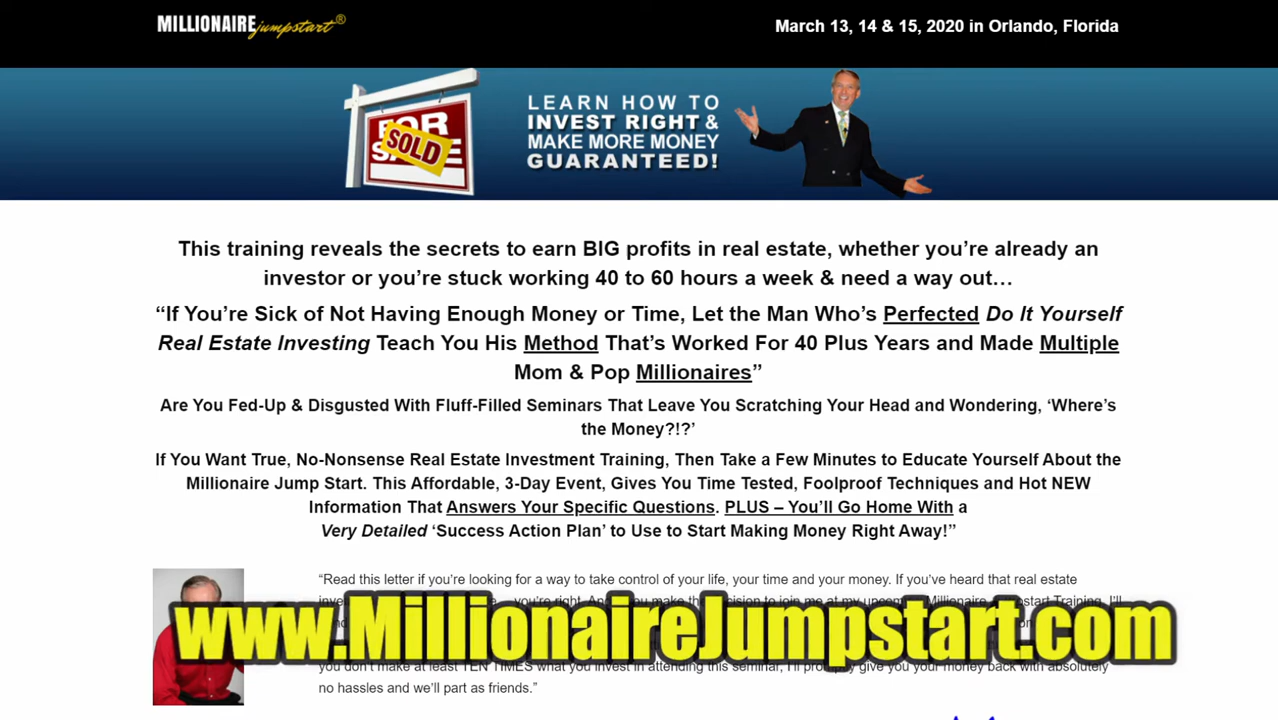 MILLIONAIRE jumpstart®
March 13, 14 & 15, 2020 in Orlando, Florida
FOR
SALE
SOLD
LEARN HOW TO
INVEST RIGHT &
MAKE MORE MONEY
GUARANTEED!
This training reveals the secrets to earn BIG profits in real estate, whether you’re already an
investor or you’re stuck working 40 to 60 hours a week & need a way out…
“If You’re Sick of Not Having Enough Money or Time, Let the Man Who’s Perfected Do It Yourself
Real Estate Investing Teach You His Method That’s Worked For 40 Plus Years and Made Multiple
Mom & Pop Millionaires”
Are You Fed-Up & Disgusted With Fluff-Filled Seminars That Leave You Scratching Your Head and Wondering, ‘Where’s
the Money?!?’
If You Want True, No-Nonsense Real Estate Investment Training, Then Take a Few Minutes to Educate Yourself About the
Millionaire Jump Start. This Affordable, 3-Day Event, Gives You Time Tested, Foolproof Techniques and Hot NEW
Information That Answers Your Specific Questions. PLUS – You’ll Go Home With a
Very Detailed ‘Success Action Plan’ to Use to Start Making Money Right Away!”
“Read this letter if you’re looking for a way to take control of your life, your time and your money. If you’ve heard that real estate
www.MillionaireJumpstart.com
you don’t make at least TEN TIMES what you invest in attending this seminar, I’ll promptly give you your money back with absolutely
no hassles and we’ll part as friends.”